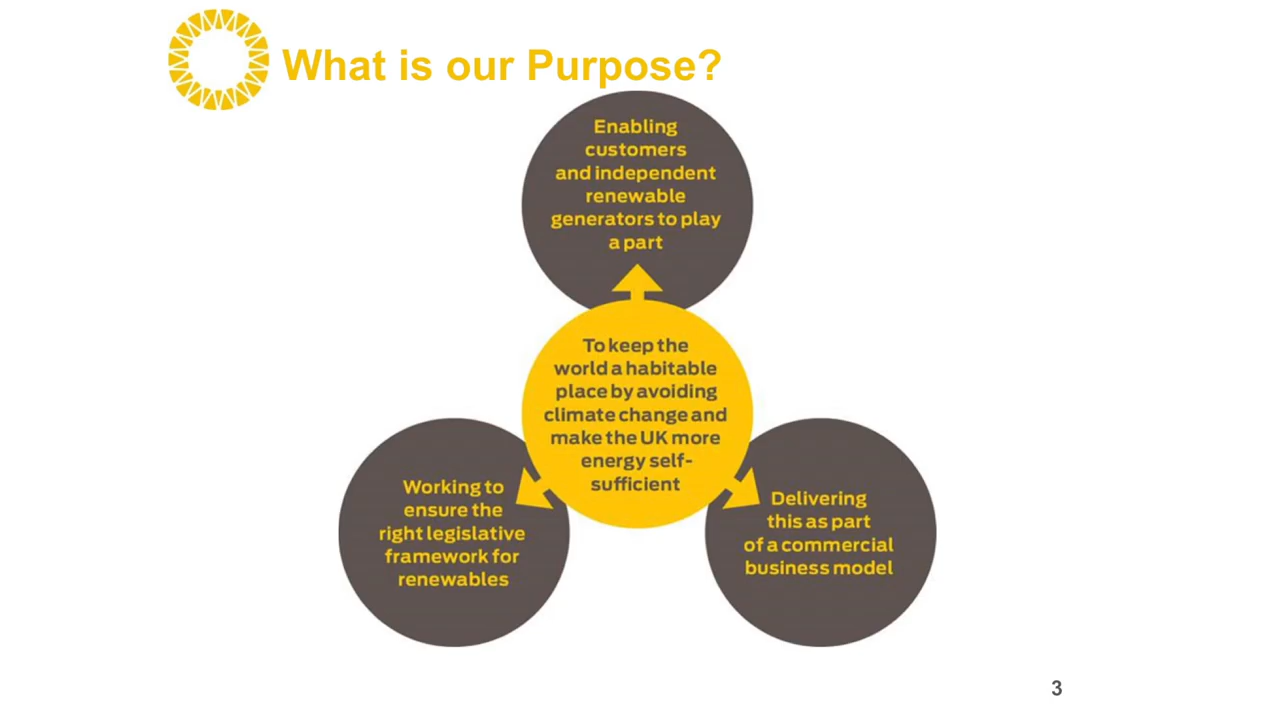 What is our Purpose?
Enabling
customers
and independent
renewable
generators to play
a part
To keep the
world a habitable
place by avoiding
climate change and
make the UK more
energy self-
sufficient
Working to
ensure the
right legislative
framework for
renewables
Delivering
this as part
of a commercial
business model
3